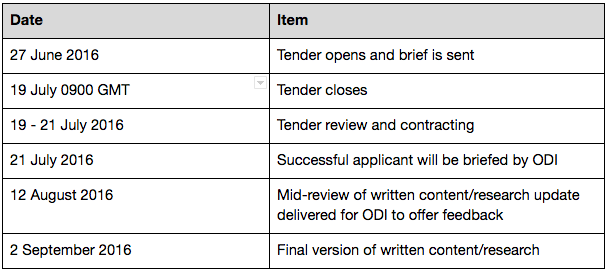 Date Item
27 June 2016 Tender opens and brief is sent
19 July 0900 GMT Tender closes
19 - 21 July 2016 Tender review and contracting
21 July 2016 Successful applicant will be briefed by ODI
12 August 2016 Mid-review of written content/research update
delivered for ODI to offer feedback
2 September 2016 Final version of written content/research